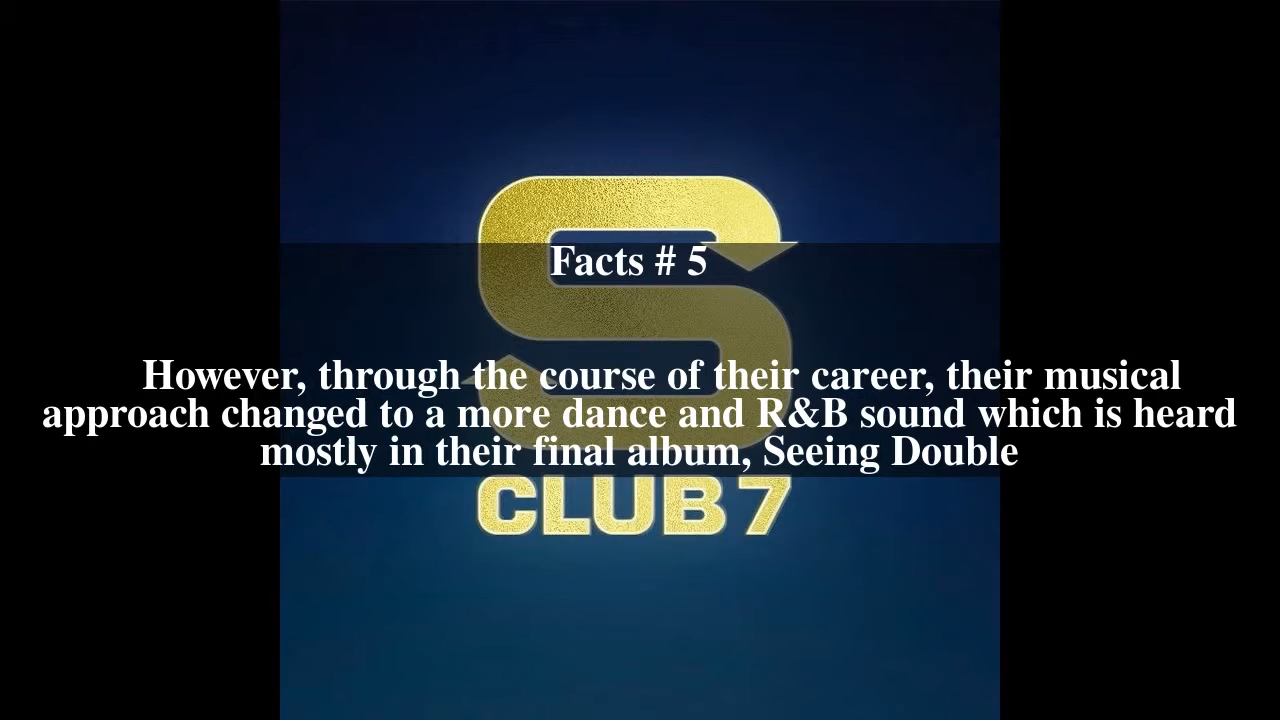 S
Facts # 5
However, through the course of their career, their musical
approach changed to a more dance and R&B sound which is heard
mostly in their final album, Seeing Double
CLUB 7